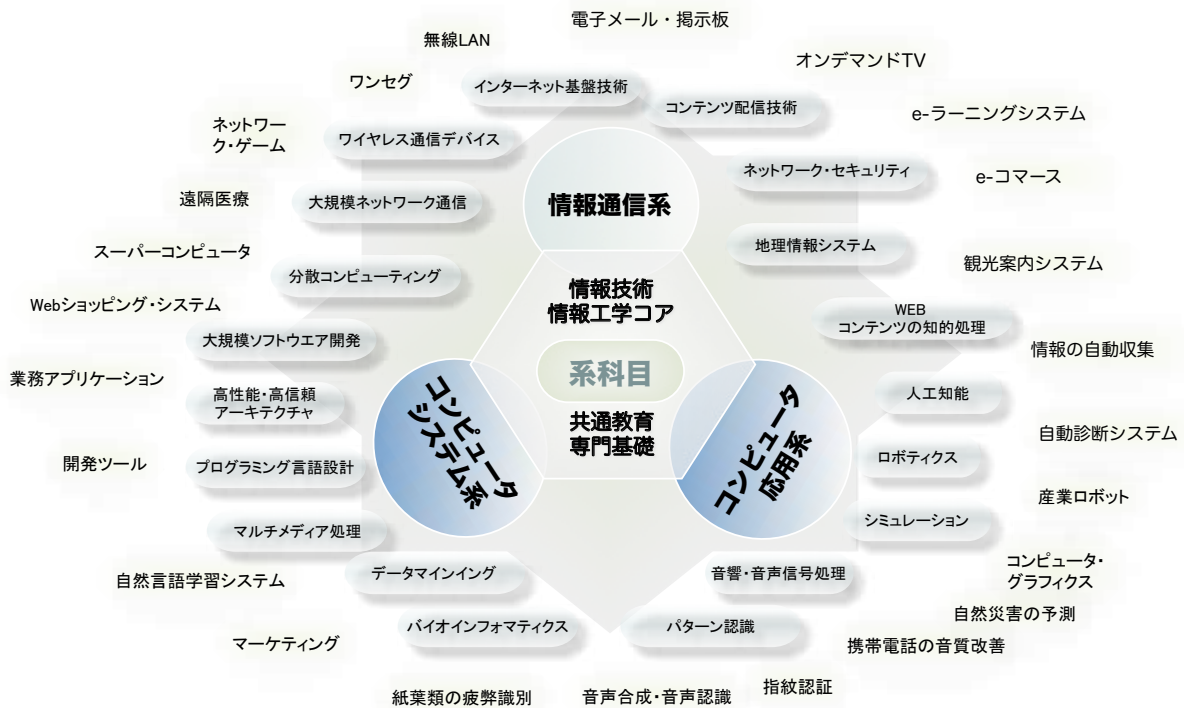 電子メール・掲示板
無線LAN
オンデマンドTV
ワンセグ
インターネット基盤技術
コンテンツ配信技術
e-ラーニングシステム
ネットワー
ク・ゲーム
ワイヤレス通信デバイス
ネットワーク・セキュリティ
e-コマース
遠隔医療
大規模ネットワーク通信
情報通信系
地理情報システム
スーパーコンピュータ
分散コンピューティング
観光案内システム
情報技術
情報工学コア
Webショッピング・システム
大規模ソフトウエア開発
WEB
コンテンツの知的処理
情報の自動収集
系科目
業務アプリケーション
高性能・高信頼
アーキテクチャ
コンピュータ
システム系
共通教育
専門基礎
コンピュータ
応用系
人工知能
自動診断システム
開発ツール
プログラミング言語設計
ロボティクス
産業ロボット
マルチメディア処理
シミュレーション
自然言語学習システム
データマインイング
音響・音声信号処理
コンピュータ・
グラフィクス
自然災害の予測
マーケティング
バイオインフォマティクス
パターン認識
携帯電話の音質改善
紙葉類の疲弊識別
音声合成・音声認識
指紋認証